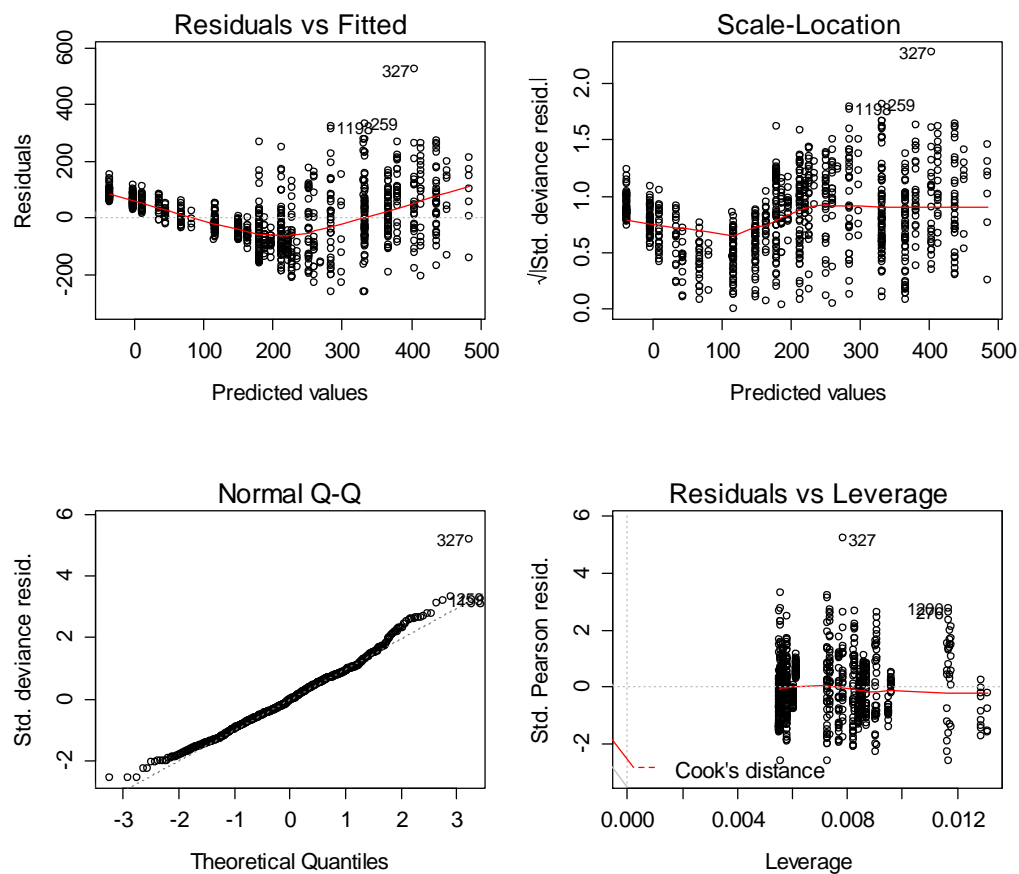 Residuals vs Fitted
Residuals
600
400
200
0
-200
327
1198
259
0 100 200 300 400 500
Predicted values
Scale-Location
√|Std. deviance resid.|
2.0
1.5
1.0
0.5
0.0
327
1198
259
0 100 200 300 400 500
Predicted values
Normal Q-Q
Std. deviance resid.
6
4
2
0
-2
327
259
1198
-3 -2 -1 0 1 2 3
Theoretical Quantiles
Residuals vs Leverage
Std. Pearson resid.
6
4
2
0
-2
327
276
Cook's distance
0.000 0.004 0.008 0.012
Leverage